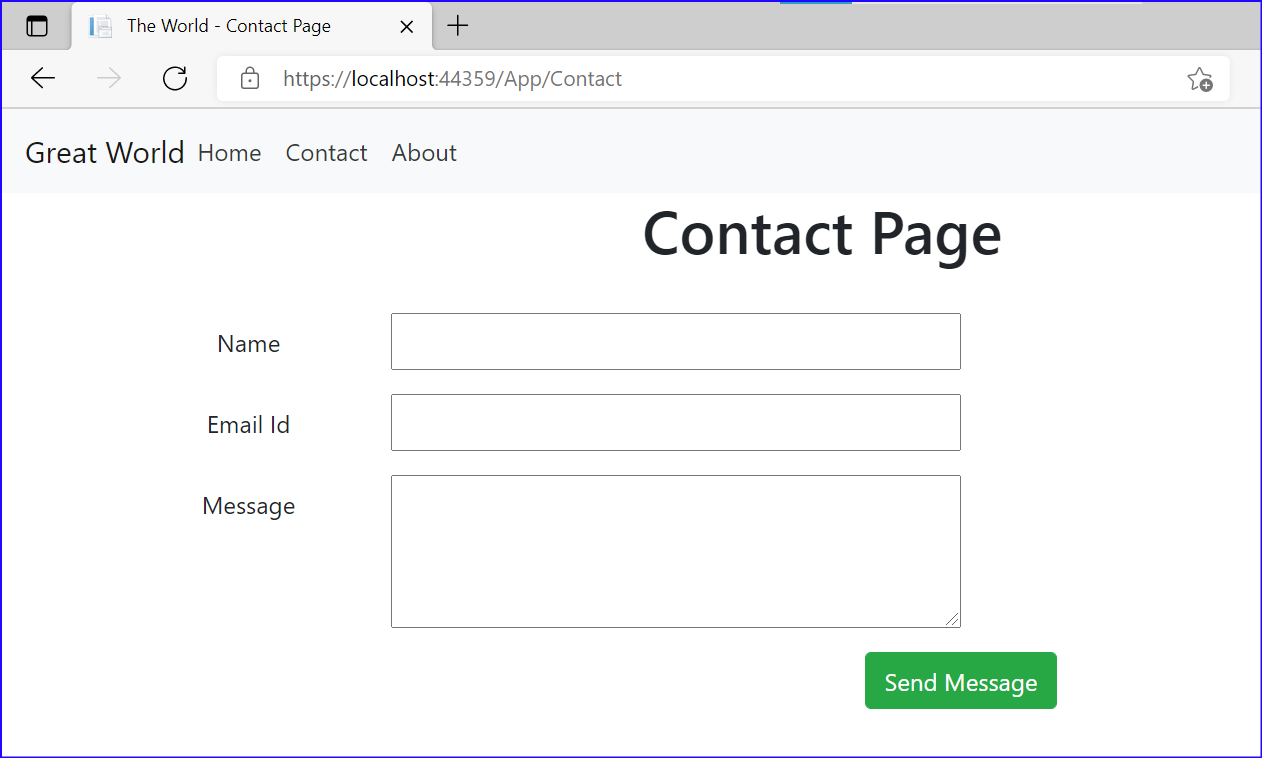 The World - Contact Page
https://localhost:44359/App/Contact
Great World Home Contact About
Contact Page
Name
Email Id
Message
Send Message